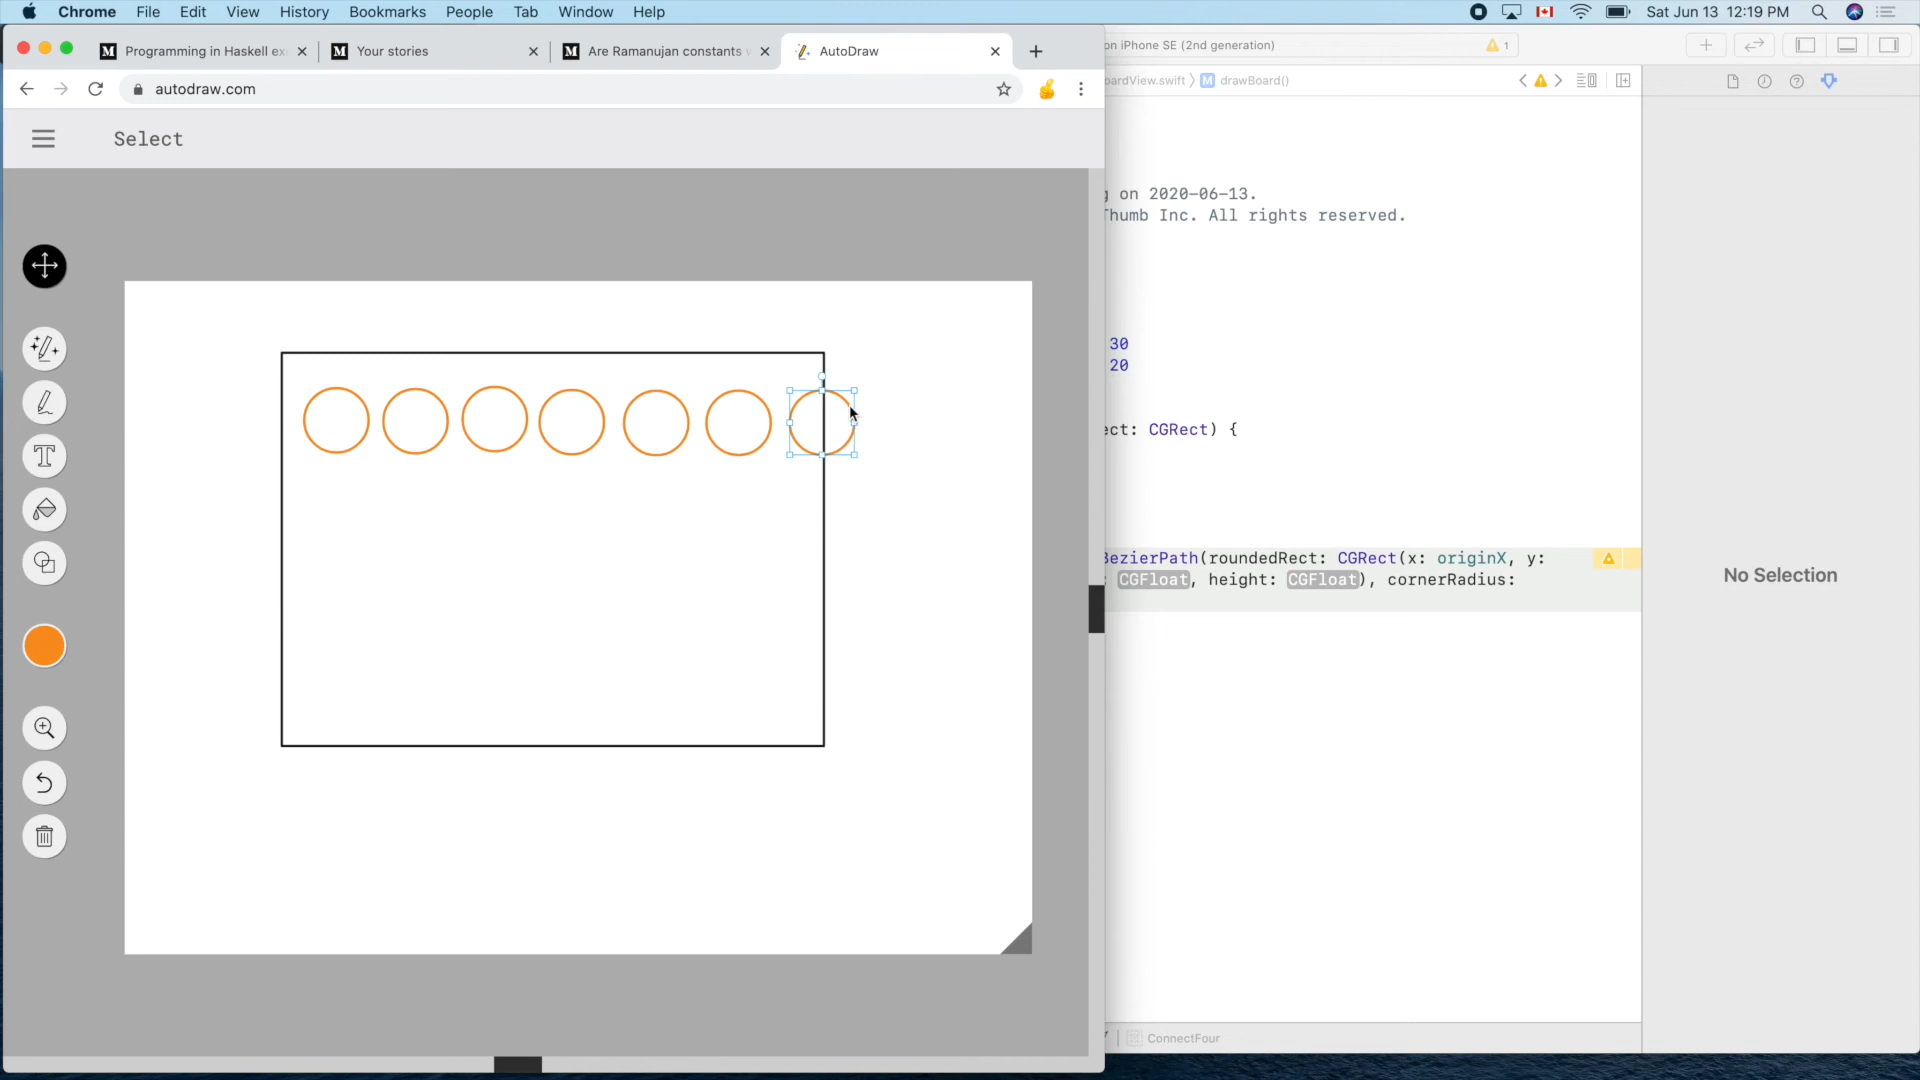 Chrome File Edit View History Bookmarks People Tab Window Help Sat Jun 13 12:19 PM
Programming in Haskell ex Your stories Are Ramanujan constants AutoDraw
on iPhone SE (2nd generation) 1
autodraw.com
ardView.swift M drawBoard()
Select
on 2020-06-13.
Thumb Inc. All rights reserved.
30
20
ect: CGRect) {
BezierPath(roundedRect: CGRect(x: originX, y:
: CGFloat, height: CGFloat), cornerRadius:
No Selection
ConnectFour